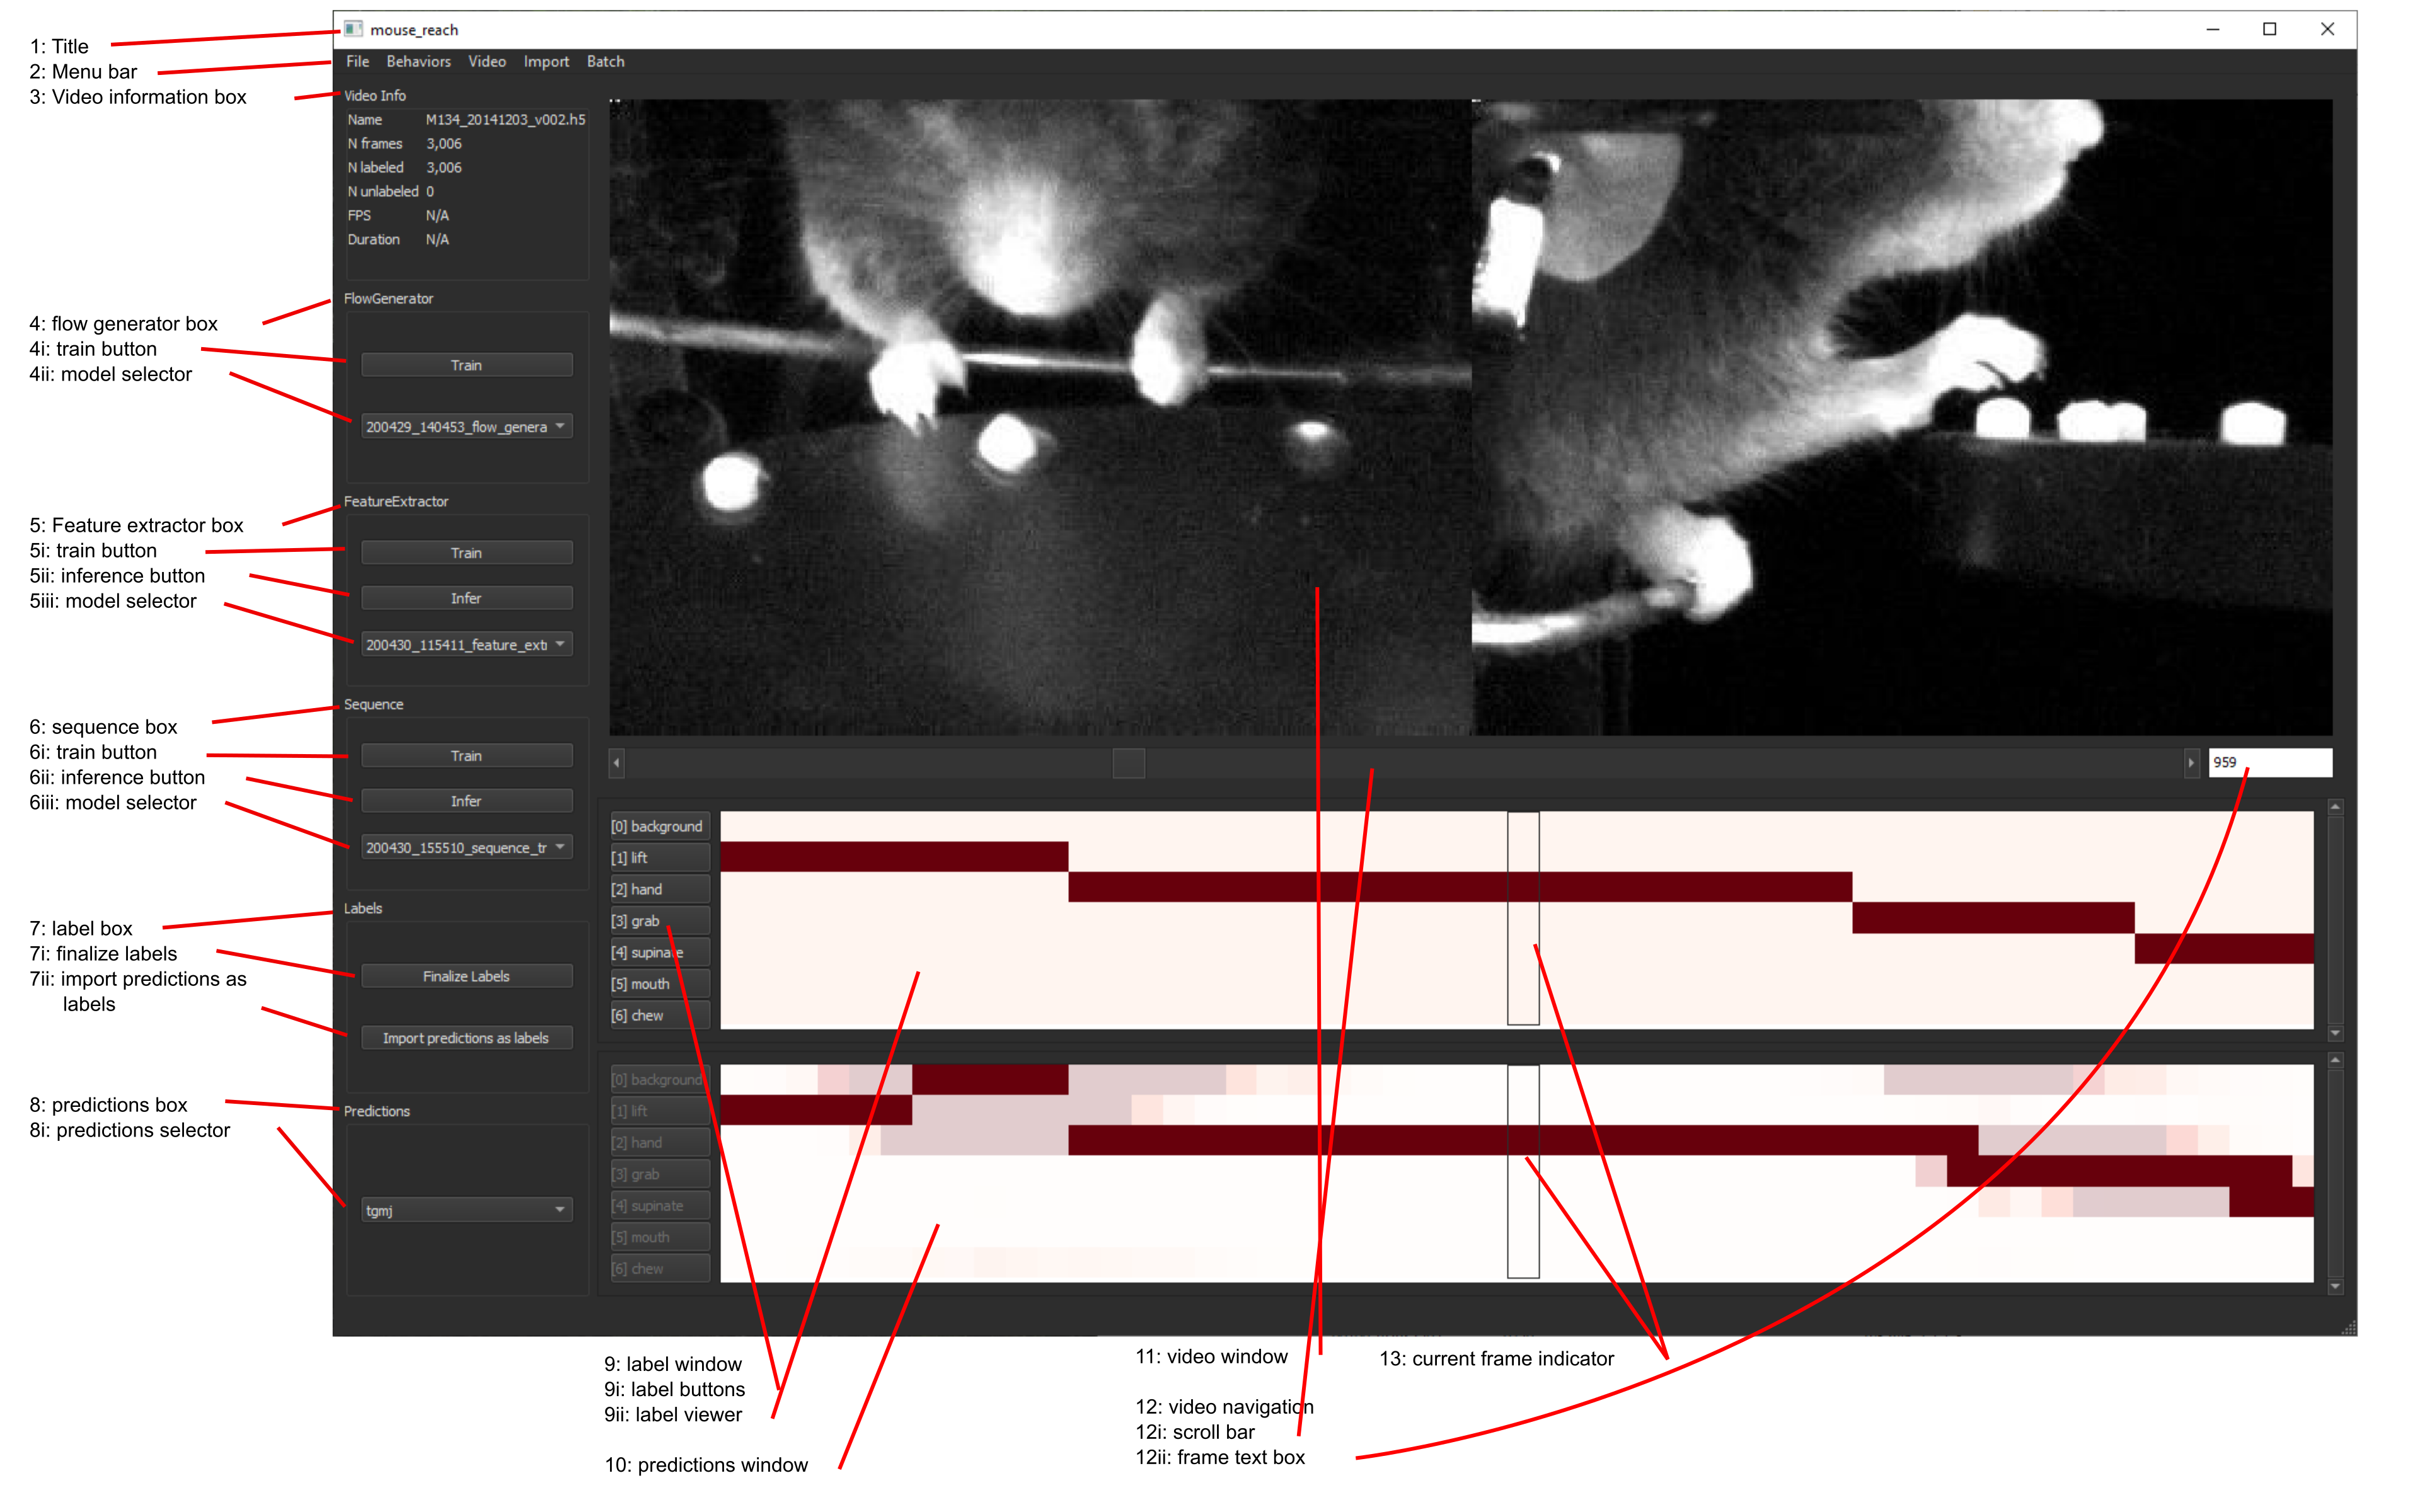 mouse_reach
1: Title
2: Menu bar
3: Video information box
File Behaviors Video Import Batch
Video Info
Name M134_20141203_v002.h5
N frames 3,006
N labeled 3,006
N unlabeled 0
FPS N/A
Duration N/A
4: flow generator box
4i: train button
4ii: model selector
FlowGenerator
Train
200429_140453_flow_genera
5: Feature extractor box
5i: train button
5ii: inference button
5iii: model selector
FeatureExtractor
Train
Infer
200430_115411_feature_extr
6: sequence box
6i: train button
6ii: inference button
6iii: model selector
Sequence
Train
Infer
200430_155510_sequence_tr
959
7: label box
7i: finalize labels
7ii: import predictions as
labels
Labels
Finalize Labels
Import predictions as labels
8: predictions box
8i: predictions selector
Predictions
tgmj
[0] background
[1] lift
[2] hand
[3] grab
[4] supinate
[5] mouth
[6] chew
[0] background
[1] lift
[2] hand
[3] grab
[4] supinate
[5] mouth
[6] chew
9: label window
9i: label buttons
9ii: label viewer
10: predictions window
11: video window
12: video navigation
12i: scroll bar
12ii: frame text box
13: current frame indicator